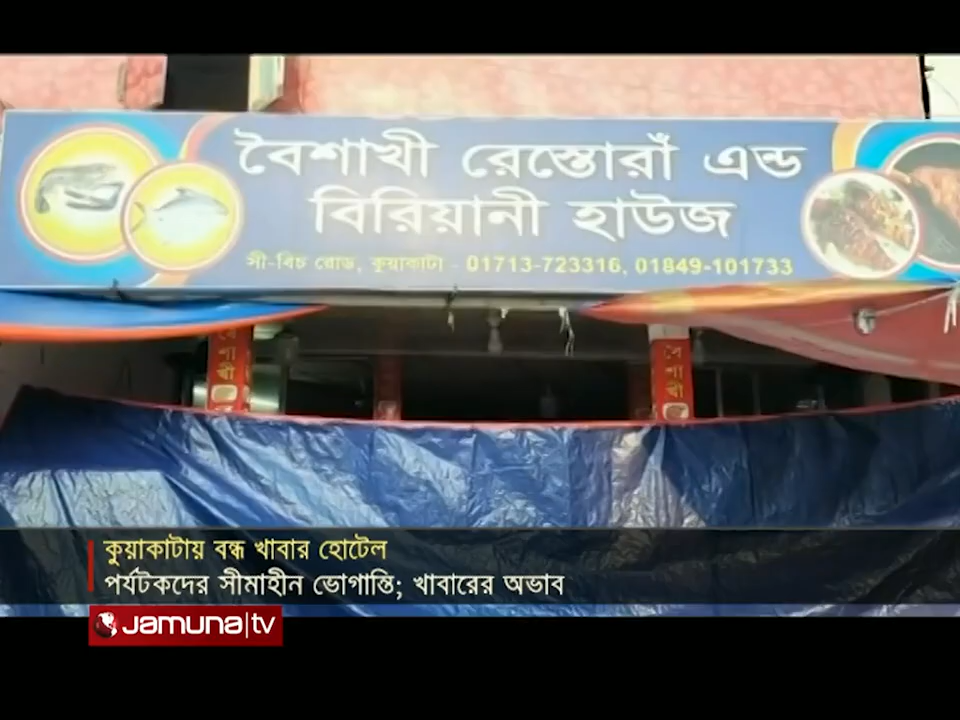 বৈশাখী রেস্তোরাঁ এন্ড
বিরিয়ানী হাউজ
সী-বিচ রোড, কুয়াকাটা - 01713-723316, 01849-101733
বৈশাখী
বৈশাখী
কুয়াকাটায় বন্ধ খাবার হোটেল
পর্যটকদের সীমাহীন ভোগান্তি; খাবারের অভাব
Jamuna|tv